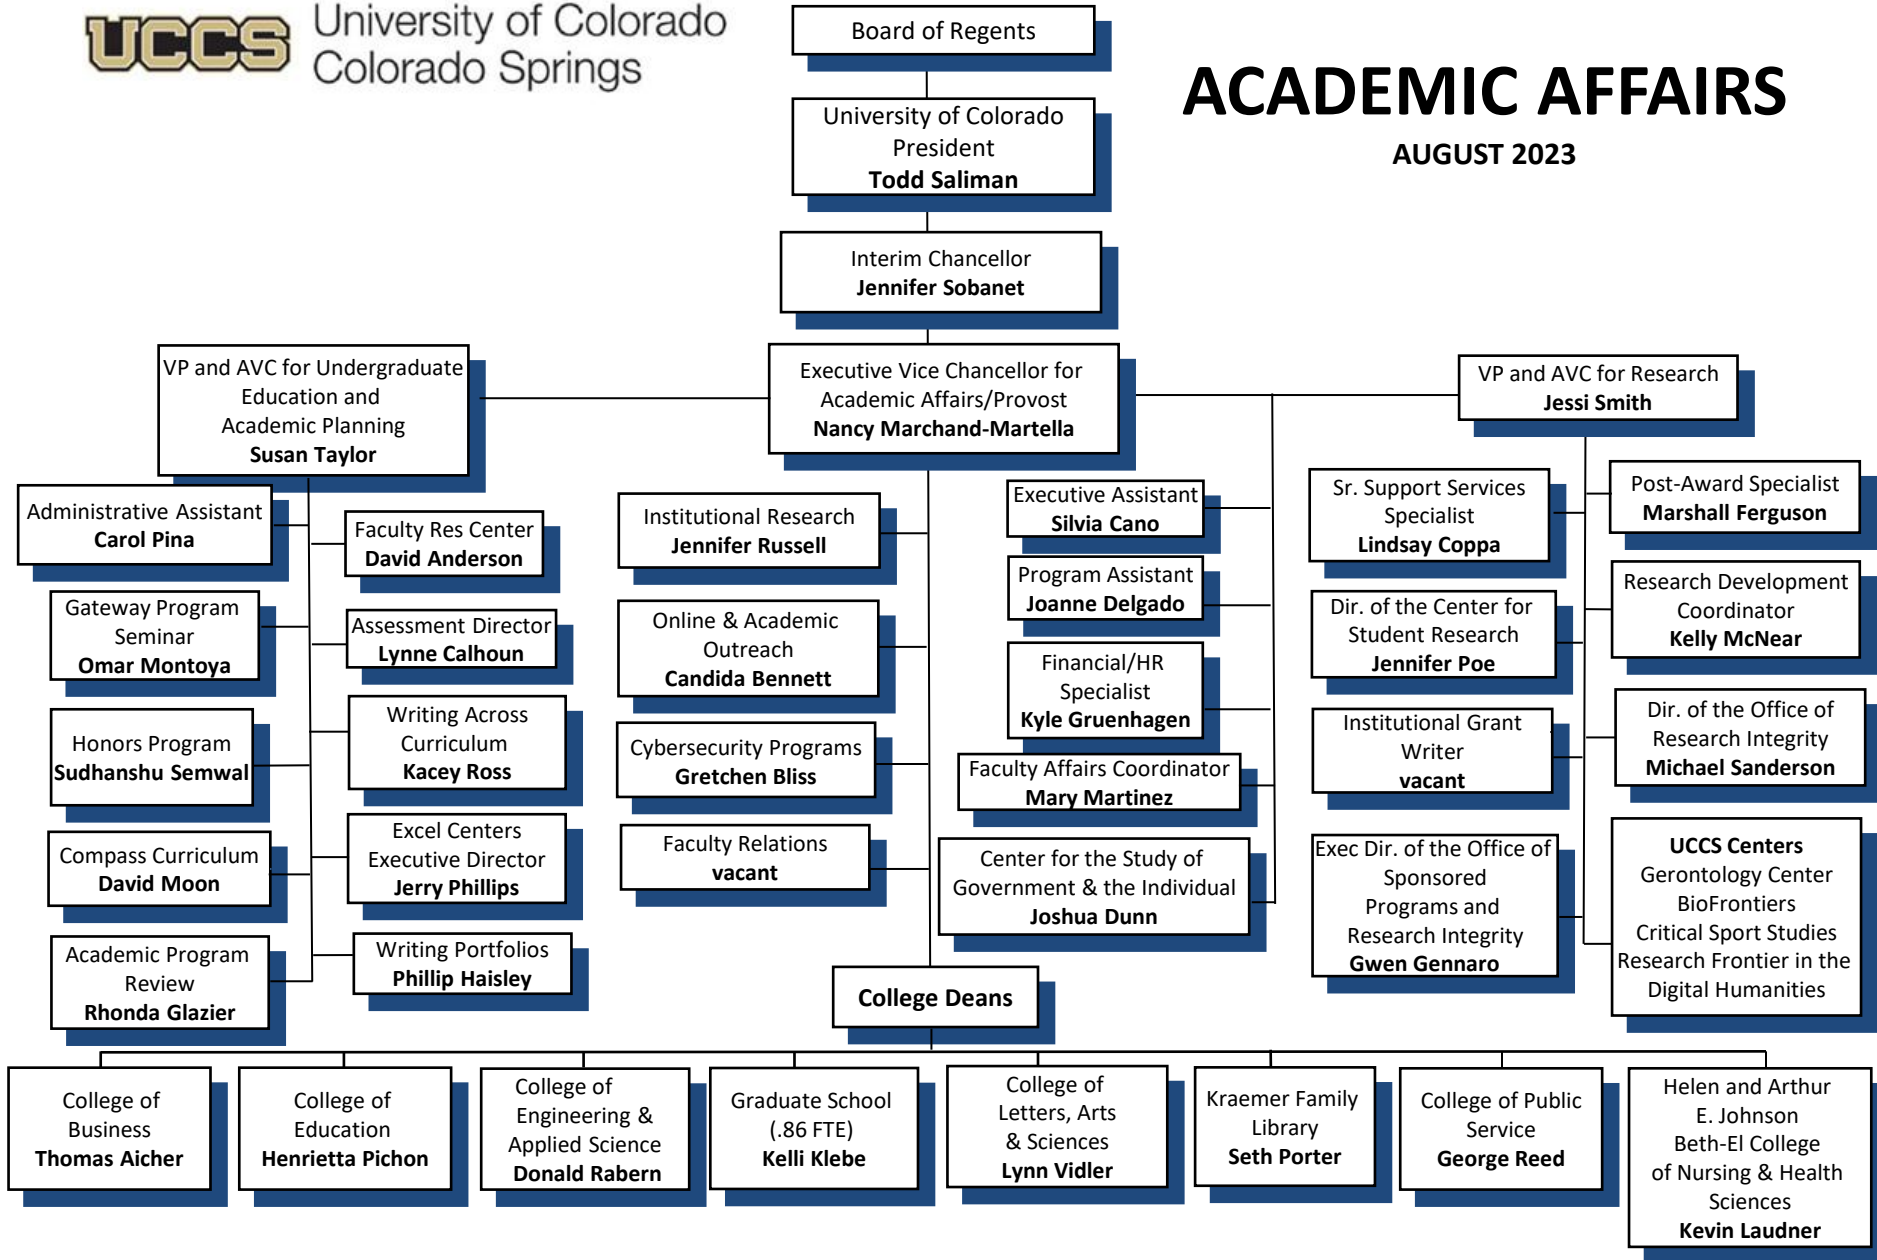 UCCS
University of Colorado
Colorado Springs
ACADEMIC AFFAIRS
AUGUST 2023
Board of Regents
University of Colorado
President
Todd Saliman
Interim Chancellor
Jennifer Sobanet
VP and AVC for Undergraduate
Education and
Academic Planning
Susan Taylor
Executive Vice Chancellor for
Academic Affairs/Provost
Nancy Marchand-Martella
VP and AVC for Research
Jessi Smith
Administrative Assistant
Carol Pina
Faculty Res Center
David Anderson
Gateway Program
Seminar
Omar Montoya
Assessment Director
Lynne Calhoun
Honors Program
Sudhanshu Semwal
Writing Across
Curriculum
Kacey Ross
Compass Curriculum
David Moon
Excel Centers
Executive Director
Jerry Phillips
Academic Program
Review
Rhonda Glazier
Writing Portfolios
Phillip Haisley
Institutional Research
Jennifer Russell
Online & Academic
Outreach
Candida Bennett
Cybersecurity Programs
Gretchen Bliss
Faculty Relations
vacant
Executive Assistant
Silvia Cano
Program Assistant
Joanne Delgado
Financial/HR
Specialist
Kyle Gruenhagen
Faculty Affairs Coordinator
Mary Martinez
Center for the Study of
Government & the Individual
Joshua Dunn
Sr. Support Services
Specialist
Lindsay Coppa
Post-Award Specialist
Marshall Ferguson
Dir. of the Center for
Student Research
Jennifer Poe
Research Development
Coordinator
Kelly McNear
Institutional Grant
Writer
vacant
Dir. of the Office of
Research Integrity
Michael Sanderson
Exec Dir. of the Office of
Sponsored
Programs and
Research Integrity
Gwen Gennaro
UCCS Centers
Gerontology Center
BioFrontiers
Critical Sport Studies
Research Frontier in the
Digital Humanities
College Deans
College of
Business
Thomas Aicher
College of
Education
Henrietta Pichon
College of
Engineering &
Applied Science
Donald Rabern
Graduate School
(.86 FTE)
Kelli Klebe
College of
Letters, Arts
& Sciences
Lynn Vidler
Kraemer Family
Library
Seth Porter
College of Public
Service
George Reed
Helen and Arthur
E. Johnson
Beth-El College
of Nursing & Health
Sciences
Kevin Laudner